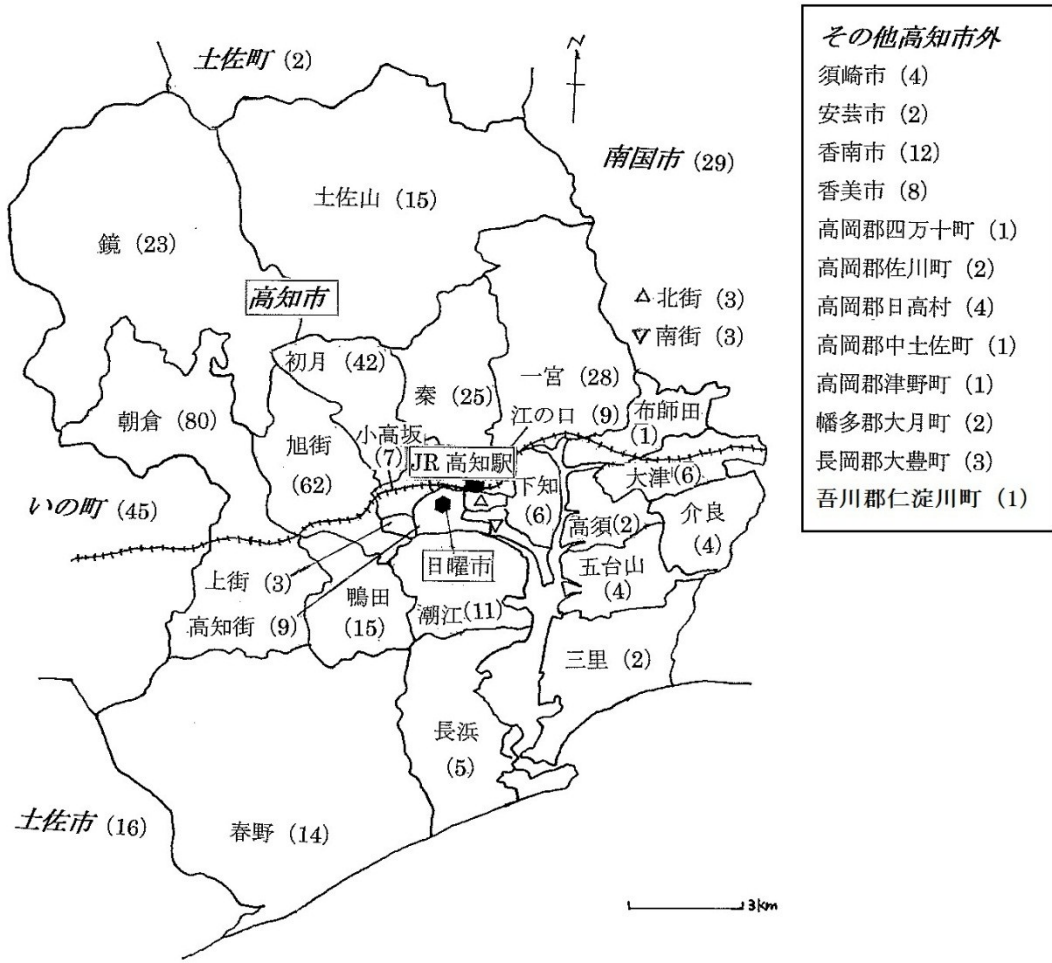 土佐町 (2)
N
南国市 (29)
土佐山 (15)
鏡 (23)
高知市
△北街 (3)
▽南街 (3)
初月 (42)
一宮 (28)
秦 (25)
朝倉 (80)
旭街
(62)
小高坂
(7)
江の口 (9)
布師田
(1)
JR 高知駅
下知
(6)
大津 (6)
いの町 (45)
高須 (2)
介良
(4)
日曜市
五台山
(4)
上街 (3)
鴨田
(15)
高知街 (9)
潮江 (11)
三里 (2)
長浜
(5)
土佐市 (16)
春野 (14)
3km
その他高知市外
須崎市 (4)
安芸市 (2)
香南市 (12)
香美市 (8)
高岡郡四万十町 (1)
高岡郡佐川町 (2)
高岡郡日高村 (4)
高岡郡中土佐町 (1)
高岡郡津野町 (1)
幡多郡大月町 (2)
長岡郡大豊町 (3)
吾川郡仁淀川町 (1)